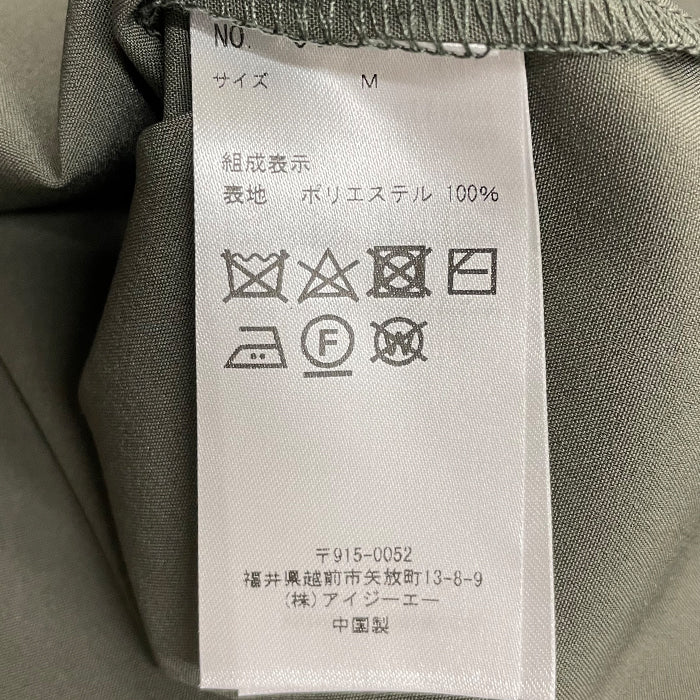 NO.
サイズ M
組成表示
表地 ポリエステル 100%
F
W
〒915-0052
福井県越前市矢放町13-8-9
(株)アイジーエー
中国製